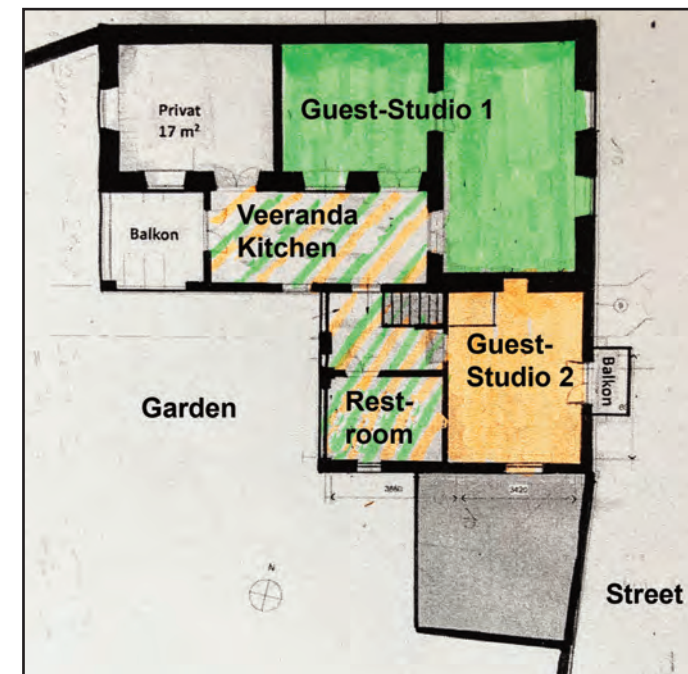 Privat
17 m²
Guest-Studio 1
Balkon
Veeranda
Kitchen
Guest-
Studio 2
Balkon
Garden
Rest-
room
3860
3420
N
Street